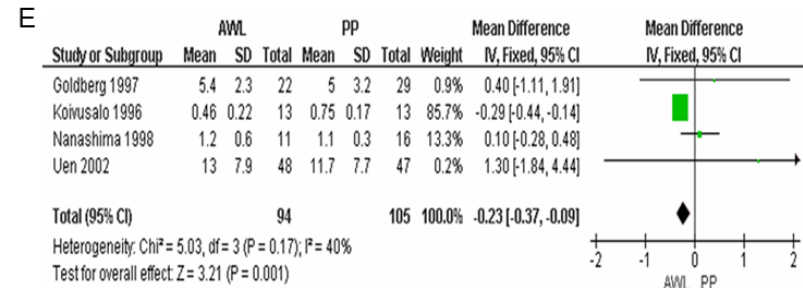 E
AWL PP Mean Difference Mean Difference
Study or Subgroup Mean SD Total Mean SD Total Weight IV, Fixed, 95% CI IV, Fixed, 95% CI
Goldberg 1997 5.4 2.3 22 5 3.2 29 0.9% 0.40 [-1.11, 1.91]
Koivusalo 1996 0.46 0.22 13 0.75 0.17 13 85.7% -0.29 [-0.44, -0.14]
Nanashima 1998 1.2 0.6 11 1.1 0.3 16 13.3% 0.10 [-0.28, 0.48]
Uen 2002 13 7.9 48 11.7 7.7 47 0.2% 1.30 [-1.84, 4.44]
Total (95% CI) 94 105 100.0% -0.23 [-0.37, -0.09]
Heterogeneity: Chi² = 5.03, df = 3 (P = 0.17); I² = 40%
Test for overall effect: Z = 3.21 (P = 0.001)
-2 -1 0 1 2
AWL PP